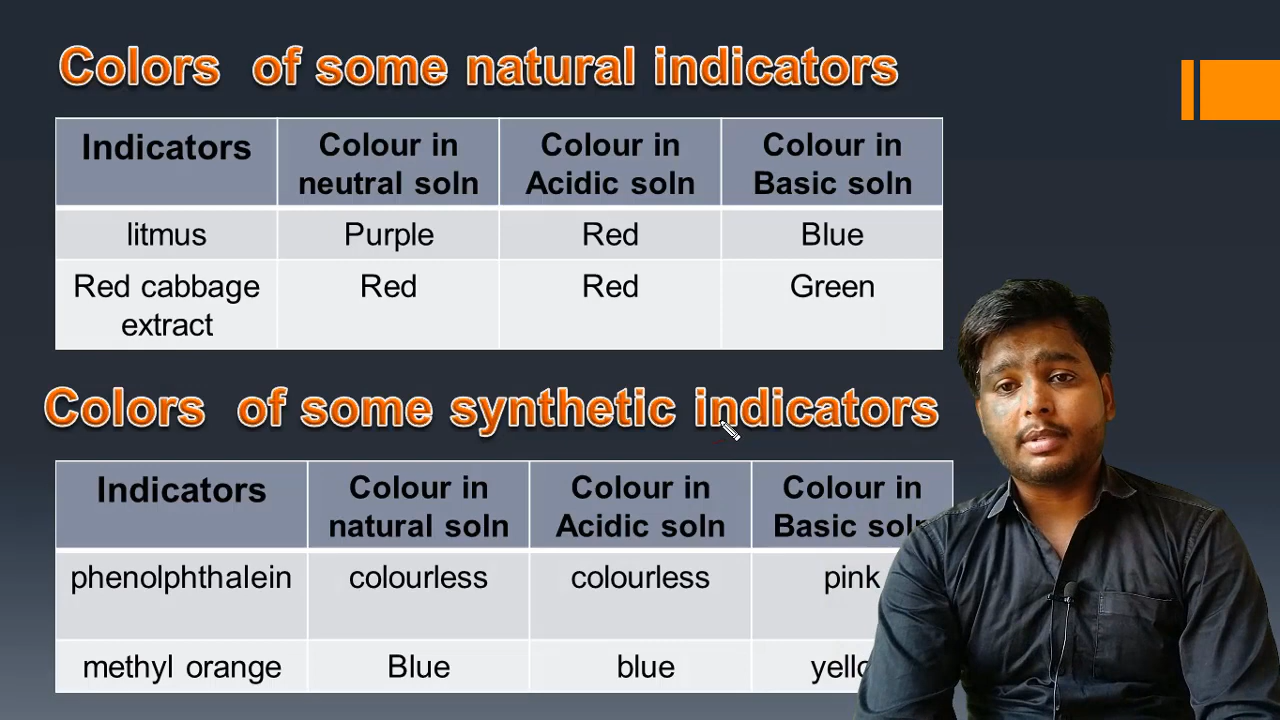 Colors of some natural indicators
Indicators Colour in neutral soln Colour in Acidic soln Colour in Basic soln
litmus Purple Red Blue
Red cabbage extract Red Red Green
Colors of some synthetic indicators
Indicators Colour in natural soln Colour in Acidic soln Colour in Basic soln
phenolphthalein colourless colourless pink
methyl orange Blue blue